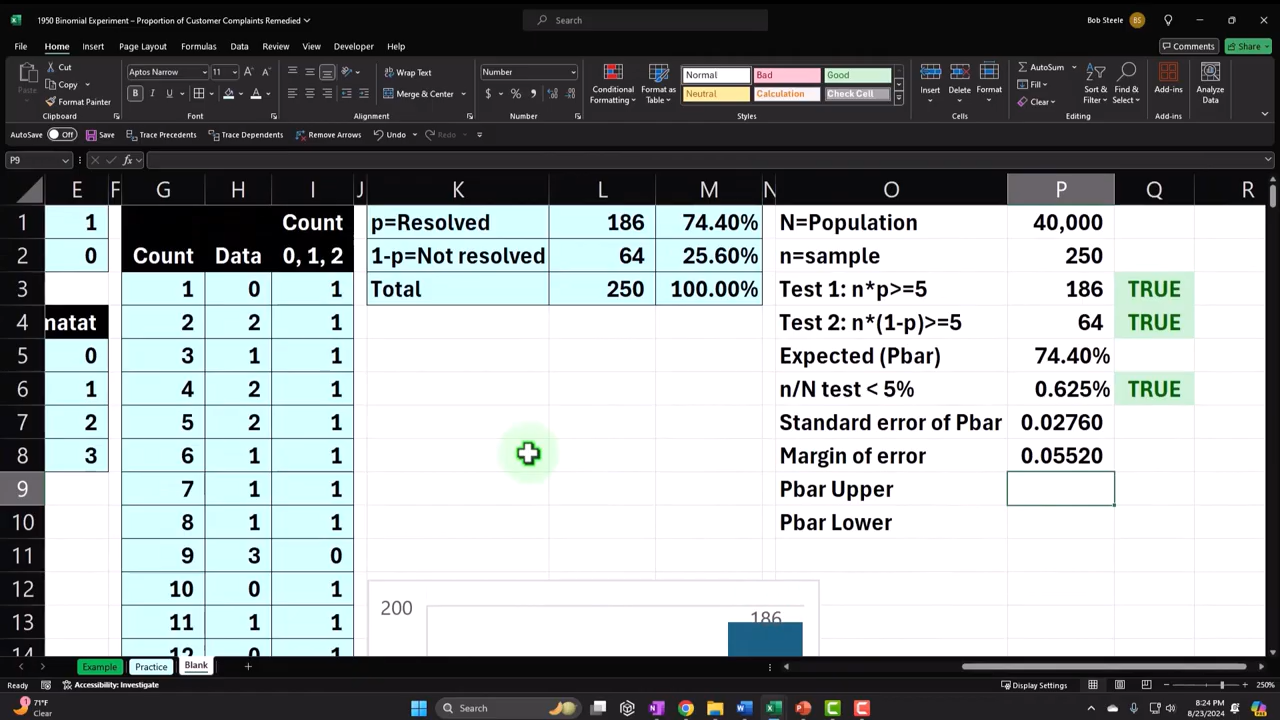 1950 Binomial Experiment – Proportion of Customer Complaints Remedied
Search
Bob Steele
BS
File Home Insert Page Layout Formulas Data Review View Developer Help
Comments
Share
Cut
Copy
Format Painter
Paste
Clipboard
Aptos Narrow
11
B I U
Font
Wrap Text
Merge & Center
Alignment
Number
Number
Conditional Formatting
Format as Table
Normal Bad Good
Neutral Calculation Check Cell
Styles
Insert Delete Format
Cells
AutoSum
Fill
Clear
Sort & Filter
Find & Select
Editing
Add-ins
Add-ins
Analyze Data
AutoSave Off Save Trace Precedents Trace Dependents Remove Arrows Undo Redo
P9
fx
E F G H I J K L M N O P Q R
1 1 Count p=Resolved 186 74.40% N=Population 40,000
2 0 Count Data 0, 1, 2 1-p=Not resolved 64 25.60% n=sample 250
3 1 0 1 Total 250 100.00% Test 1: n*p>=5 186 TRUE
4 matat 2 2 1 Test 2: n*(1-p)>=5 64 TRUE
5 0 3 1 1 Expected (Pbar) 74.40%
6 1 4 2 1 n/N test < 5% 0.625% TRUE
7 2 5 2 1 Standard error of Pbar 0.02760
8 3 6 1 1 Margin of error 0.05520
9 7 1 1 Pbar Upper
10 8 1 1 Pbar Lower
11 9 3 0
12 10 0 1 200
13 11 1 1 186
14 12 0 1
Example Practice Blank
Ready Accessibility: Investigate
Display Settings
250%
71°F
Clear
Search
8:24 PM
8/23/2024